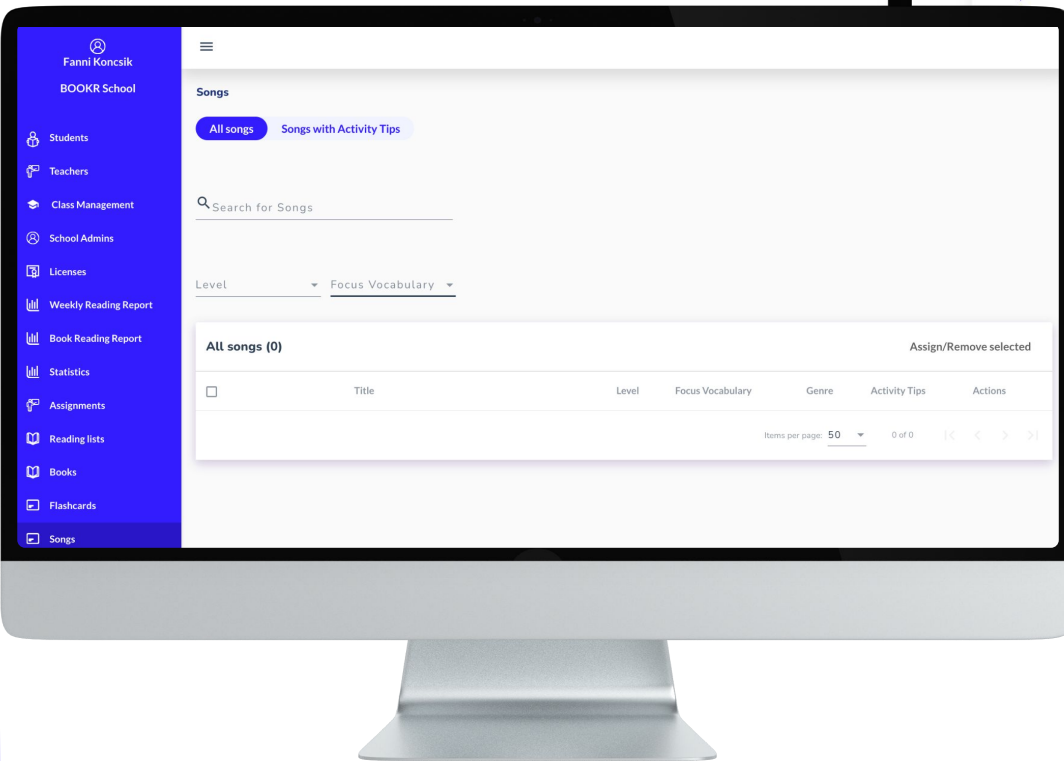 Fanni Koncsik
BOOKR School
Students
Teachers
Class Management
School Admins
Licenses
Weekly Reading Report
Book Reading Report
Statistics
Assignments
Reading lists
Books
Flashcards
Songs
Songs
All songs Songs with Activity Tips
Search for Songs
Level Focus Vocabulary
All songs (0) Assign/Remove selected
Title Level Focus Vocabulary Genre Activity Tips Actions
Items per page: 50 0 of 0